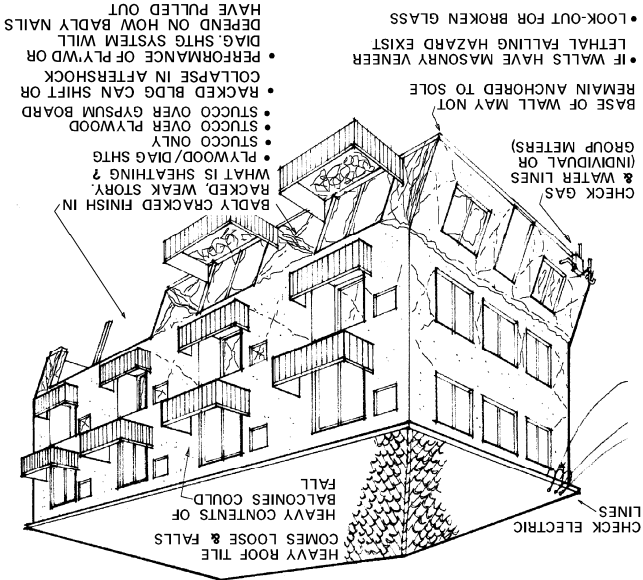 CHECK ELECTRIC
LINES
HEAVY ROOF TILE
COMES LOOSE & FALLS
HEAVY CONTENTS OF
BALCONIES COULD
FALL
CHECK GAS
& WATER LINES
(INDIVIDUAL OR
GROUP METERS)
BASE OF WALL MAY NOT
REMAIN ANCHORED TO SOLE
• IF WALLS HAVE MASONRY VENEER
LETHAL FALLING HAZARD EXIST
• LOOK-OUT FOR BROKEN GLASS
BADLY CRACKED FINISH IN
RACKED, WEAK STORY.
WHAT IS SHEATHING ?
• PLYWOOD/DIAG SHTG
• STUCCO ONLY
• STUCCO OVER PLYWOOD
• STUCCO OVER GYPSUM BOARD
• RACKED BLDG CAN SHIFT OR
COLLAPSE IN AFTERSHOCK
• PERFORMANCE OF PLY'WD OR
DIAG. SHTG SYSTEM WILL
DEPEND ON HOW BADLY NAILS
HAVE PULLED OUT